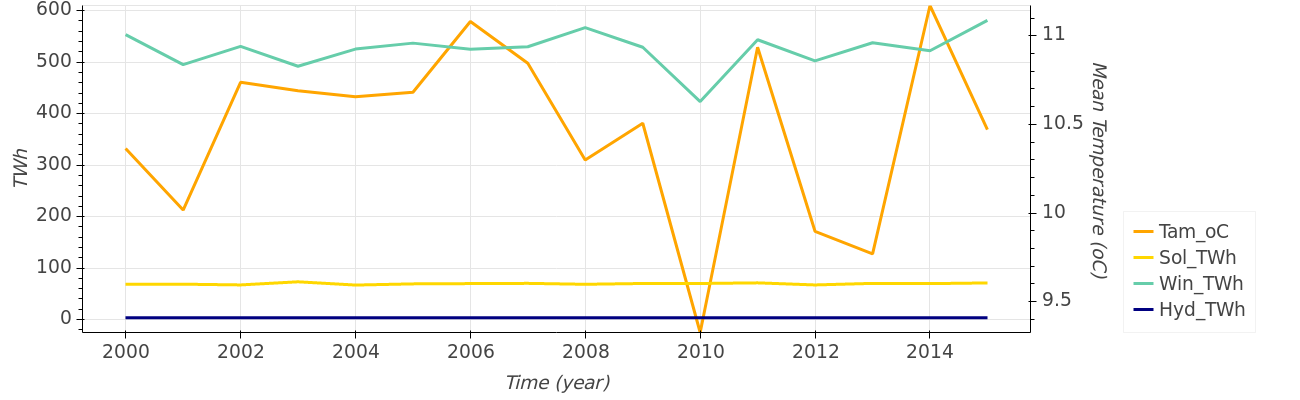 600
500
400
300
200
100
0
TWh
2000 2002 2004 2006 2008 2010 2012 2014
Time (year)
11
10.5
10
9.5
Mean Temperature (oC)
Tam_oC
Sol_TWh
Win_TWh
Hyd_TWh